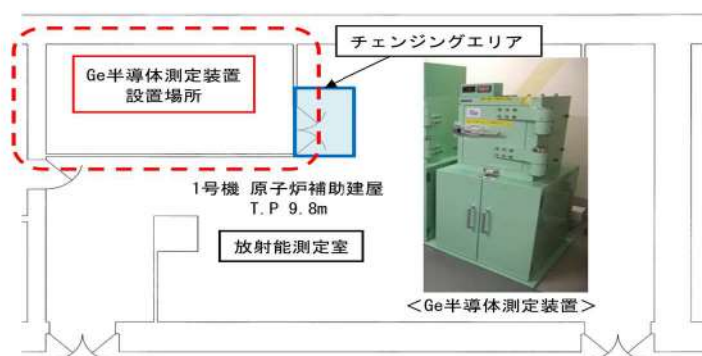 チェンジングエリア
Ge半導体測定装置
設置場所
1号機 原子炉補助建屋
T.P 9.8m
放射能測定室
＜Ge半導体測定装置＞